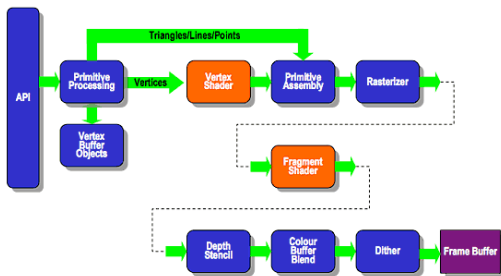 Triangles/Lines/Points
API
Primitive
Processing
Vertices
Vertex
Shader
Primitive
Assembly
Rasterizer
Vertex
Buffer
Objects
Fragment
Shader
Depth
Stencil
Colour
Buffer
Blend
Dither
Frame Buffer